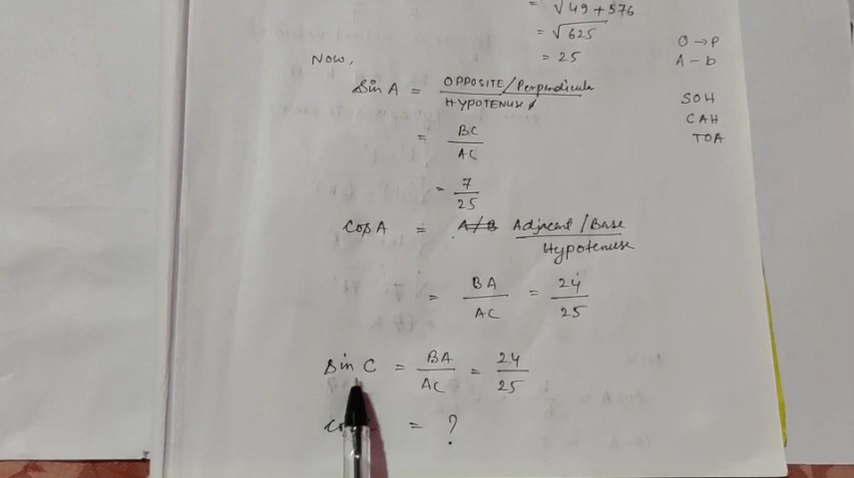 = √49+576
= √625
= 25
O→P
A-b
SOH
CAH
TOA
Now,
Sin A = OPPOSITE/Perpendicular
HYPOTENUSE
= BC
AC
= 7
25
Cos A = A/B Adjacent/Base
Hypotenuse
= BA = 24
AC 25
Sin C = BA = 24
AC 25
= ?